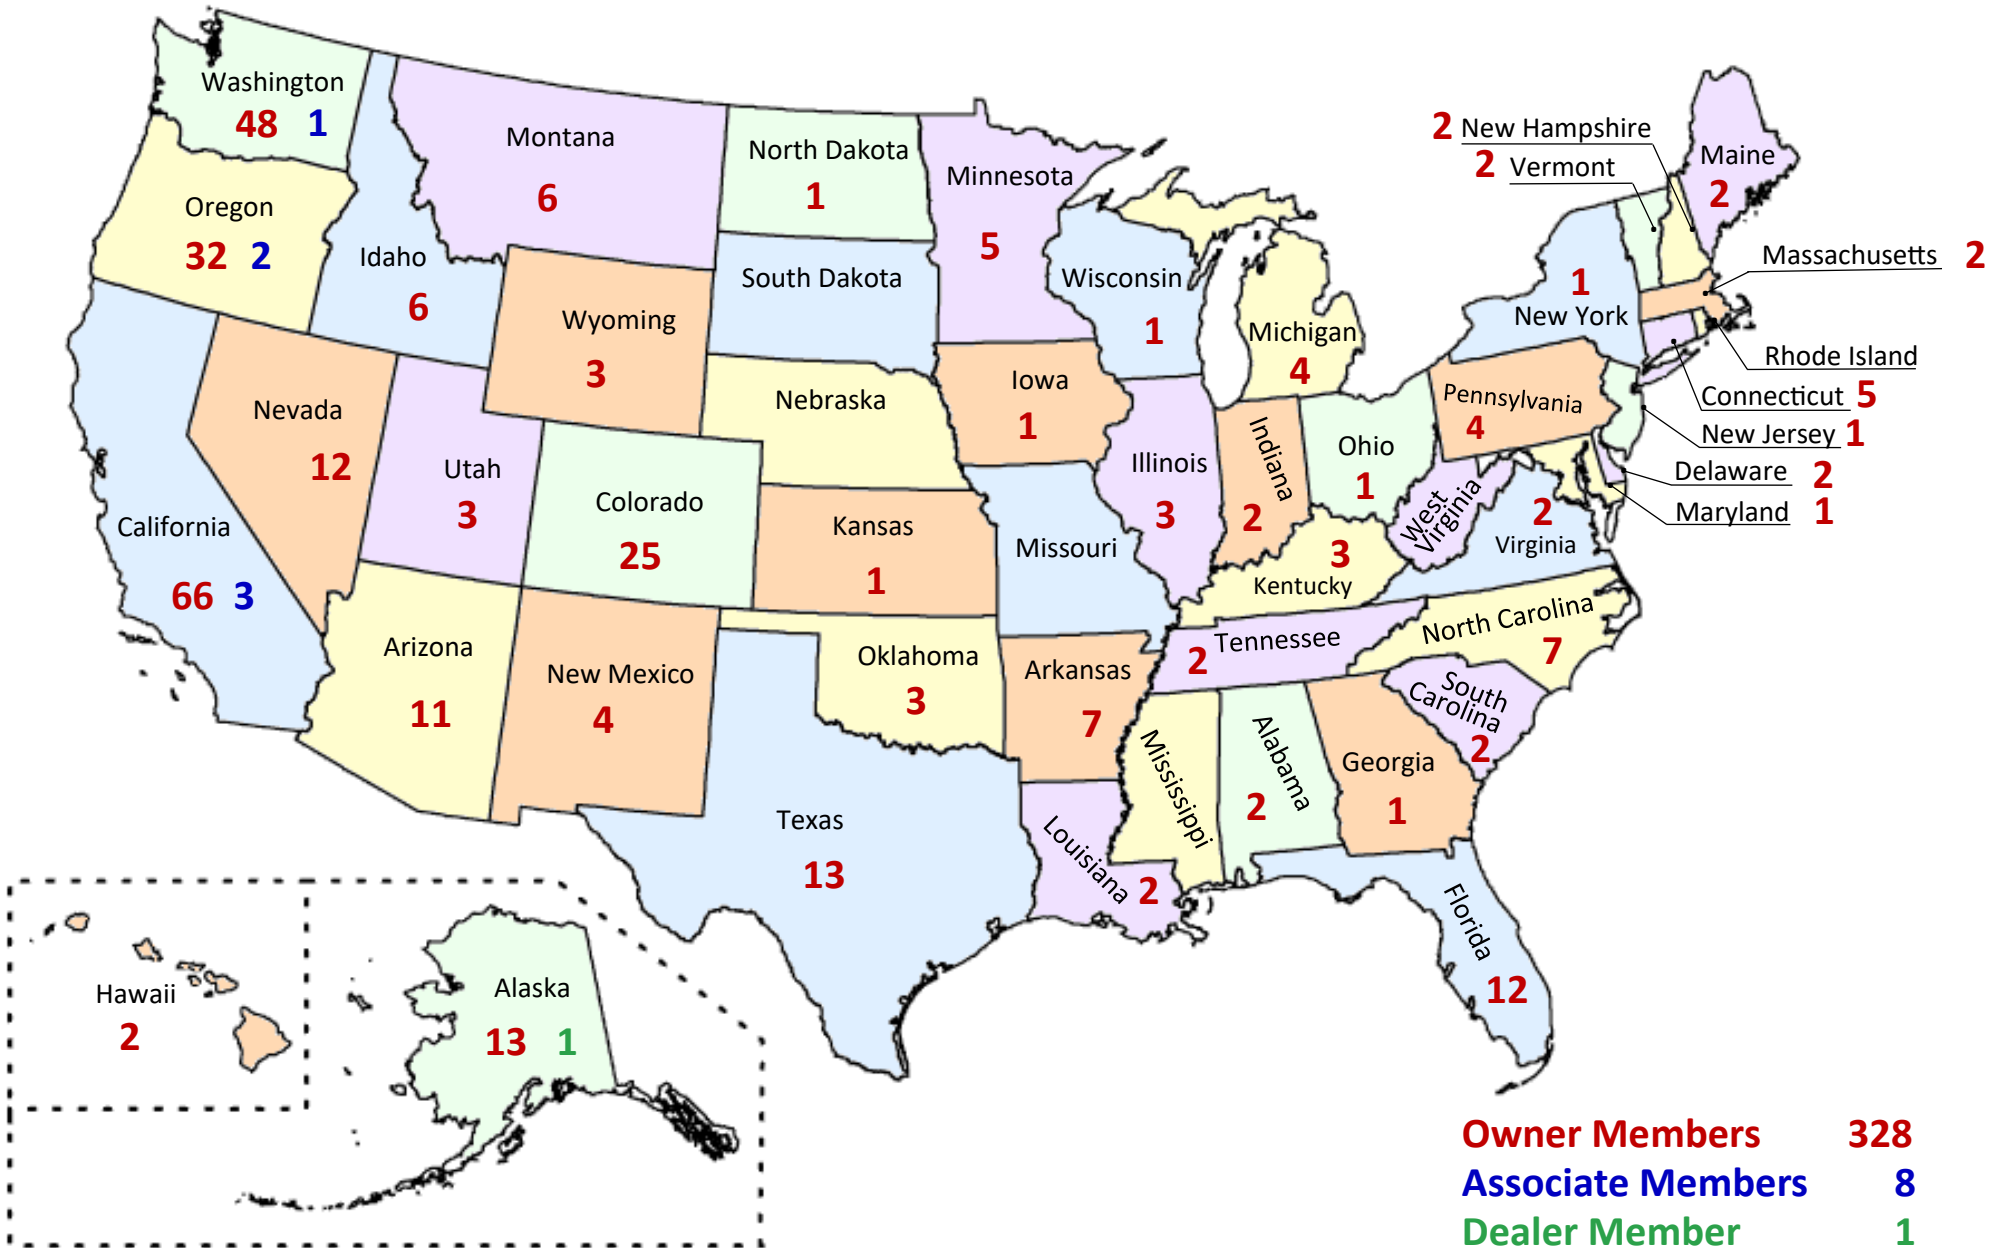 Washington
48 1
Oregon
32 2
California
66 3
Idaho
6
Nevada
12
Montana
6
Wyoming
3
Utah
3
Colorado
25
Arizona
11
New Mexico
4
North Dakota
1
South Dakota
Nebraska
Kansas
1
Oklahoma
3
Texas
13
Minnesota
5
Iowa
1
Missouri
Arkansas
7
Louisiana
2
Wisconsin
1
Illinois
3
Michigan
4
Indiana
2
Ohio
1
Kentucky
3
Tennessee
2
Mississippi
Alabama
2
Georgia
1
Florida
12
South
Carolina
2
North Carolina
7
Virginia
2
West
Virginia
Pennsylvania
4
New York
1
2 New Hampshire
2 Vermont
Maine
2
Massachusetts 2
Rhode Island
Connecticut 5
New Jersey 1
Delaware 2
Maryland 1
Hawaii
2
Alaska
13 1
Owner Members 328
Associate Members 8
Dealer Member 1